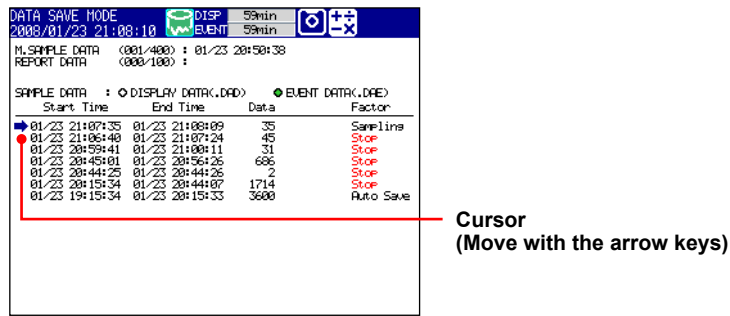 DATA SAVE MODE DISP 59min
2008/01/23 21:08:10 EVENT 59min
M.SAMPLE DATA (001/400) : 01/23 20:50:38
REPORT DATA (000/100) :
SAMPLE DATA : DISPLAY DATA(.DAD) EVENT DATA(.DAE)
Start Time End Time Data Factor
01/23 21:07:35 01/23 21:08:09 35 Sampling
01/23 21:06:40 01/23 21:07:24 45 Stop
01/23 20:59:41 01/23 21:00:11 31 Stop
01/23 20:45:01 01/23 20:56:26 686 Stop
01/23 20:44:25 01/23 20:44:26 2 Stop
01/23 20:15:34 01/23 20:44:07 1714 Stop
01/23 19:15:34 01/23 20:15:33 3600 Auto Save
Cursor
(Move with the arrow keys)